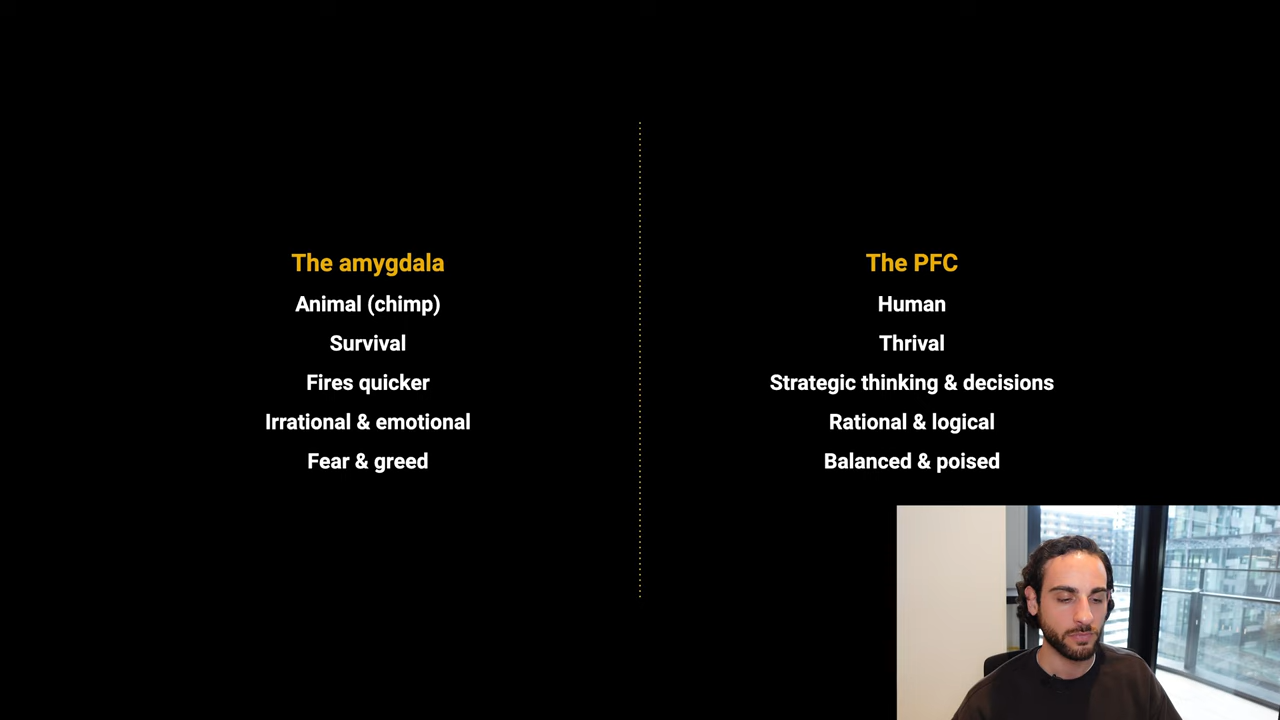 The amygdala
Animal (chimp)
Survival
Fires quicker
Irrational & emotional
Fear & greed
The PFC
Human
Thrival
Strategic thinking & decisions
Rational & logical
Balanced & poised